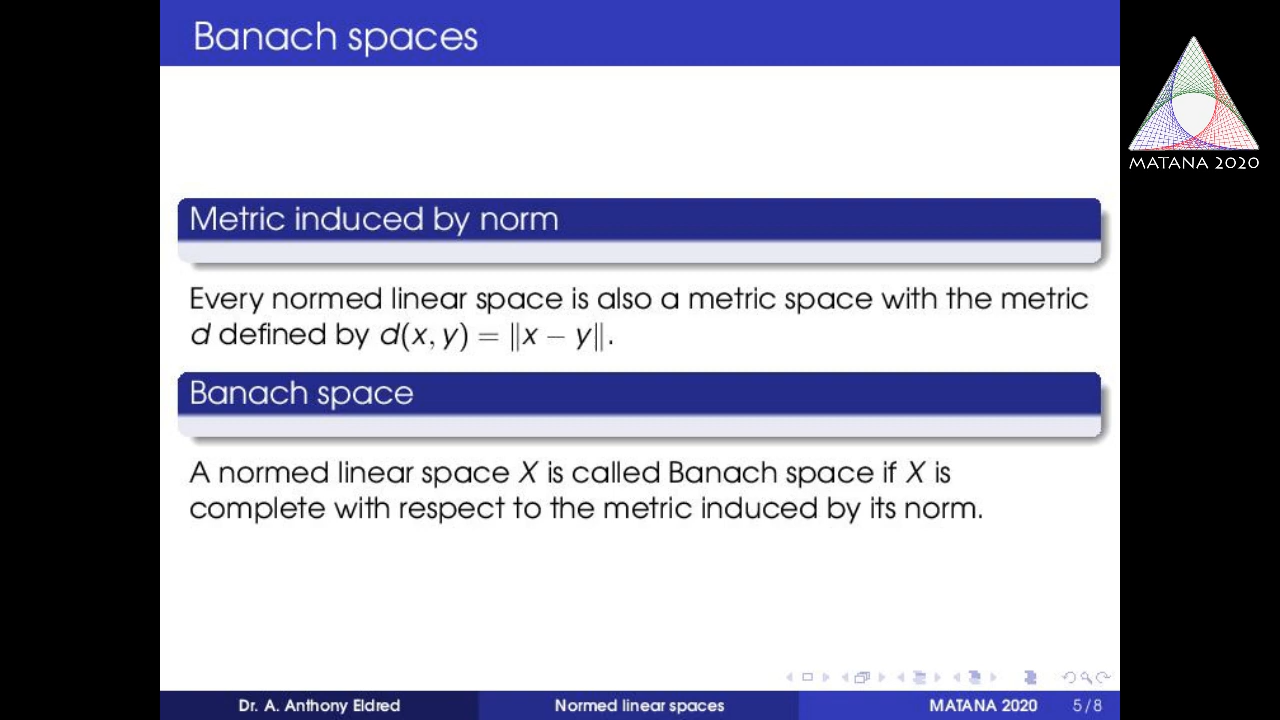 Banach spaces
MATANA 2020
Metric induced by norm
Every normed linear space is also a metric space with the metric
d defined by d(x, y) = ‖x − y‖.
Banach space
A normed linear space X is called Banach space if X is
complete with respect to the metric induced by its norm.
Dr. A. Anthony Eldred Normed linear spaces MATANA 2020 5 / 8